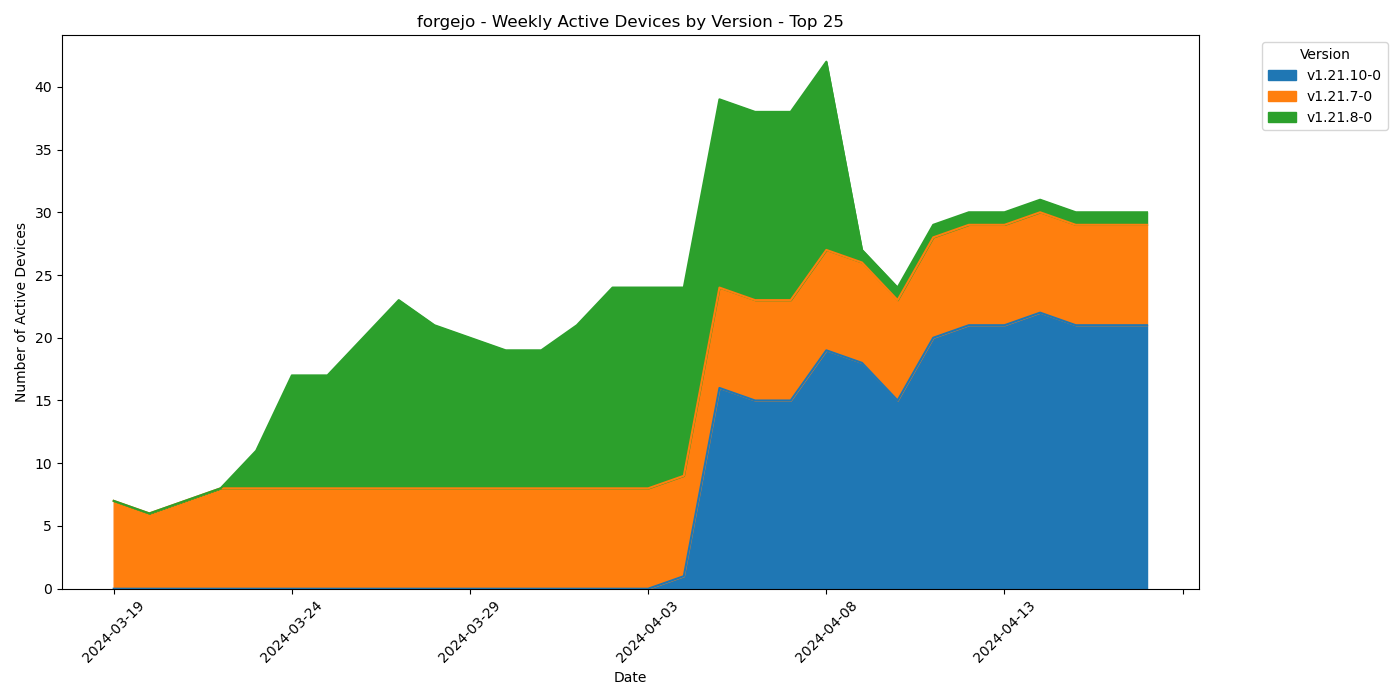 forgejo - Weekly Active Devices by Version - Top 25
Version
v1.21.10-0
v1.21.7-0
v1.21.8-0
Number of Active Devices
40
35
30
25
20
15
10
5
0
2024-03-19
2024-03-24
2024-03-29
2024-04-03
2024-04-08
2024-04-13
Date